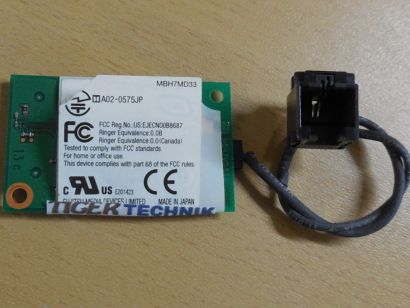 MBH7MD33
A02-0575JP
FC
FCC Reg.No: US:EJECN00B8687
Ringer Equivalence:0.0B
Ringer Equivalence:0.0(Canada)
Tested to comply with FCC standards.
For home or office use.
This device complies with part 68 of the FCC rules.
C US E201423
CE
MEDIA DEVICES LIMITED MADE IN JAPAN
TIGER TECHNIK